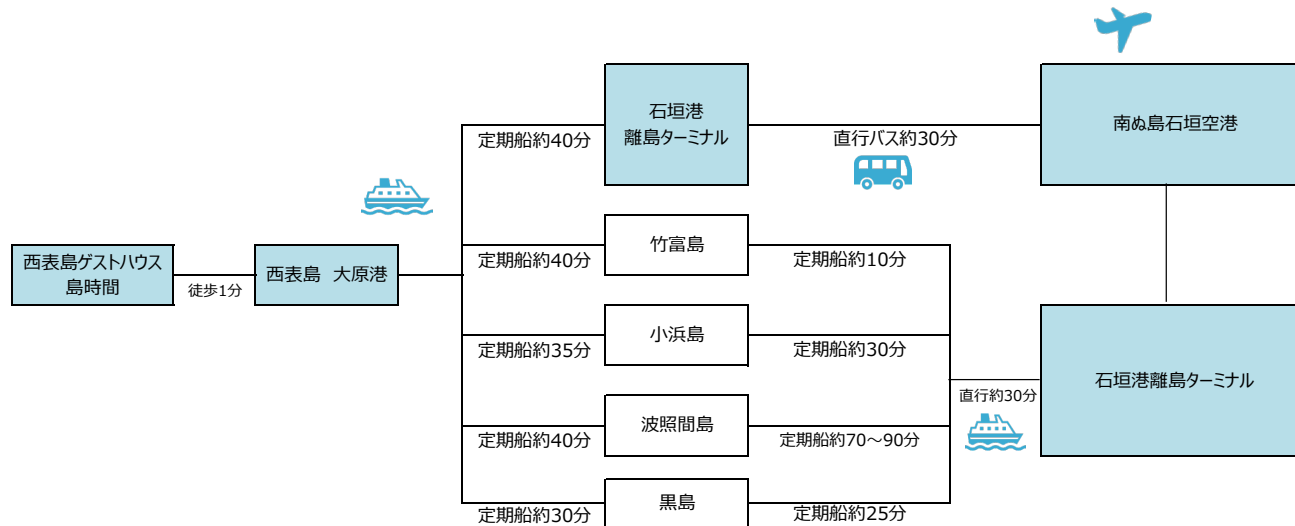 石垣港
離島ターミナル
南ぬ島石垣空港
定期船約40分
直行バス約30分
竹富島
西表島ゲストハウス
島時間
徒歩1分
西表島 大原港
定期船約40分
定期船約10分
小浜島
定期船約35分
定期船約30分
石垣港離島ターミナル
直行約30分
波照間島
定期船約40分
定期船約70~90分
黒島
定期船約30分
定期船約25分